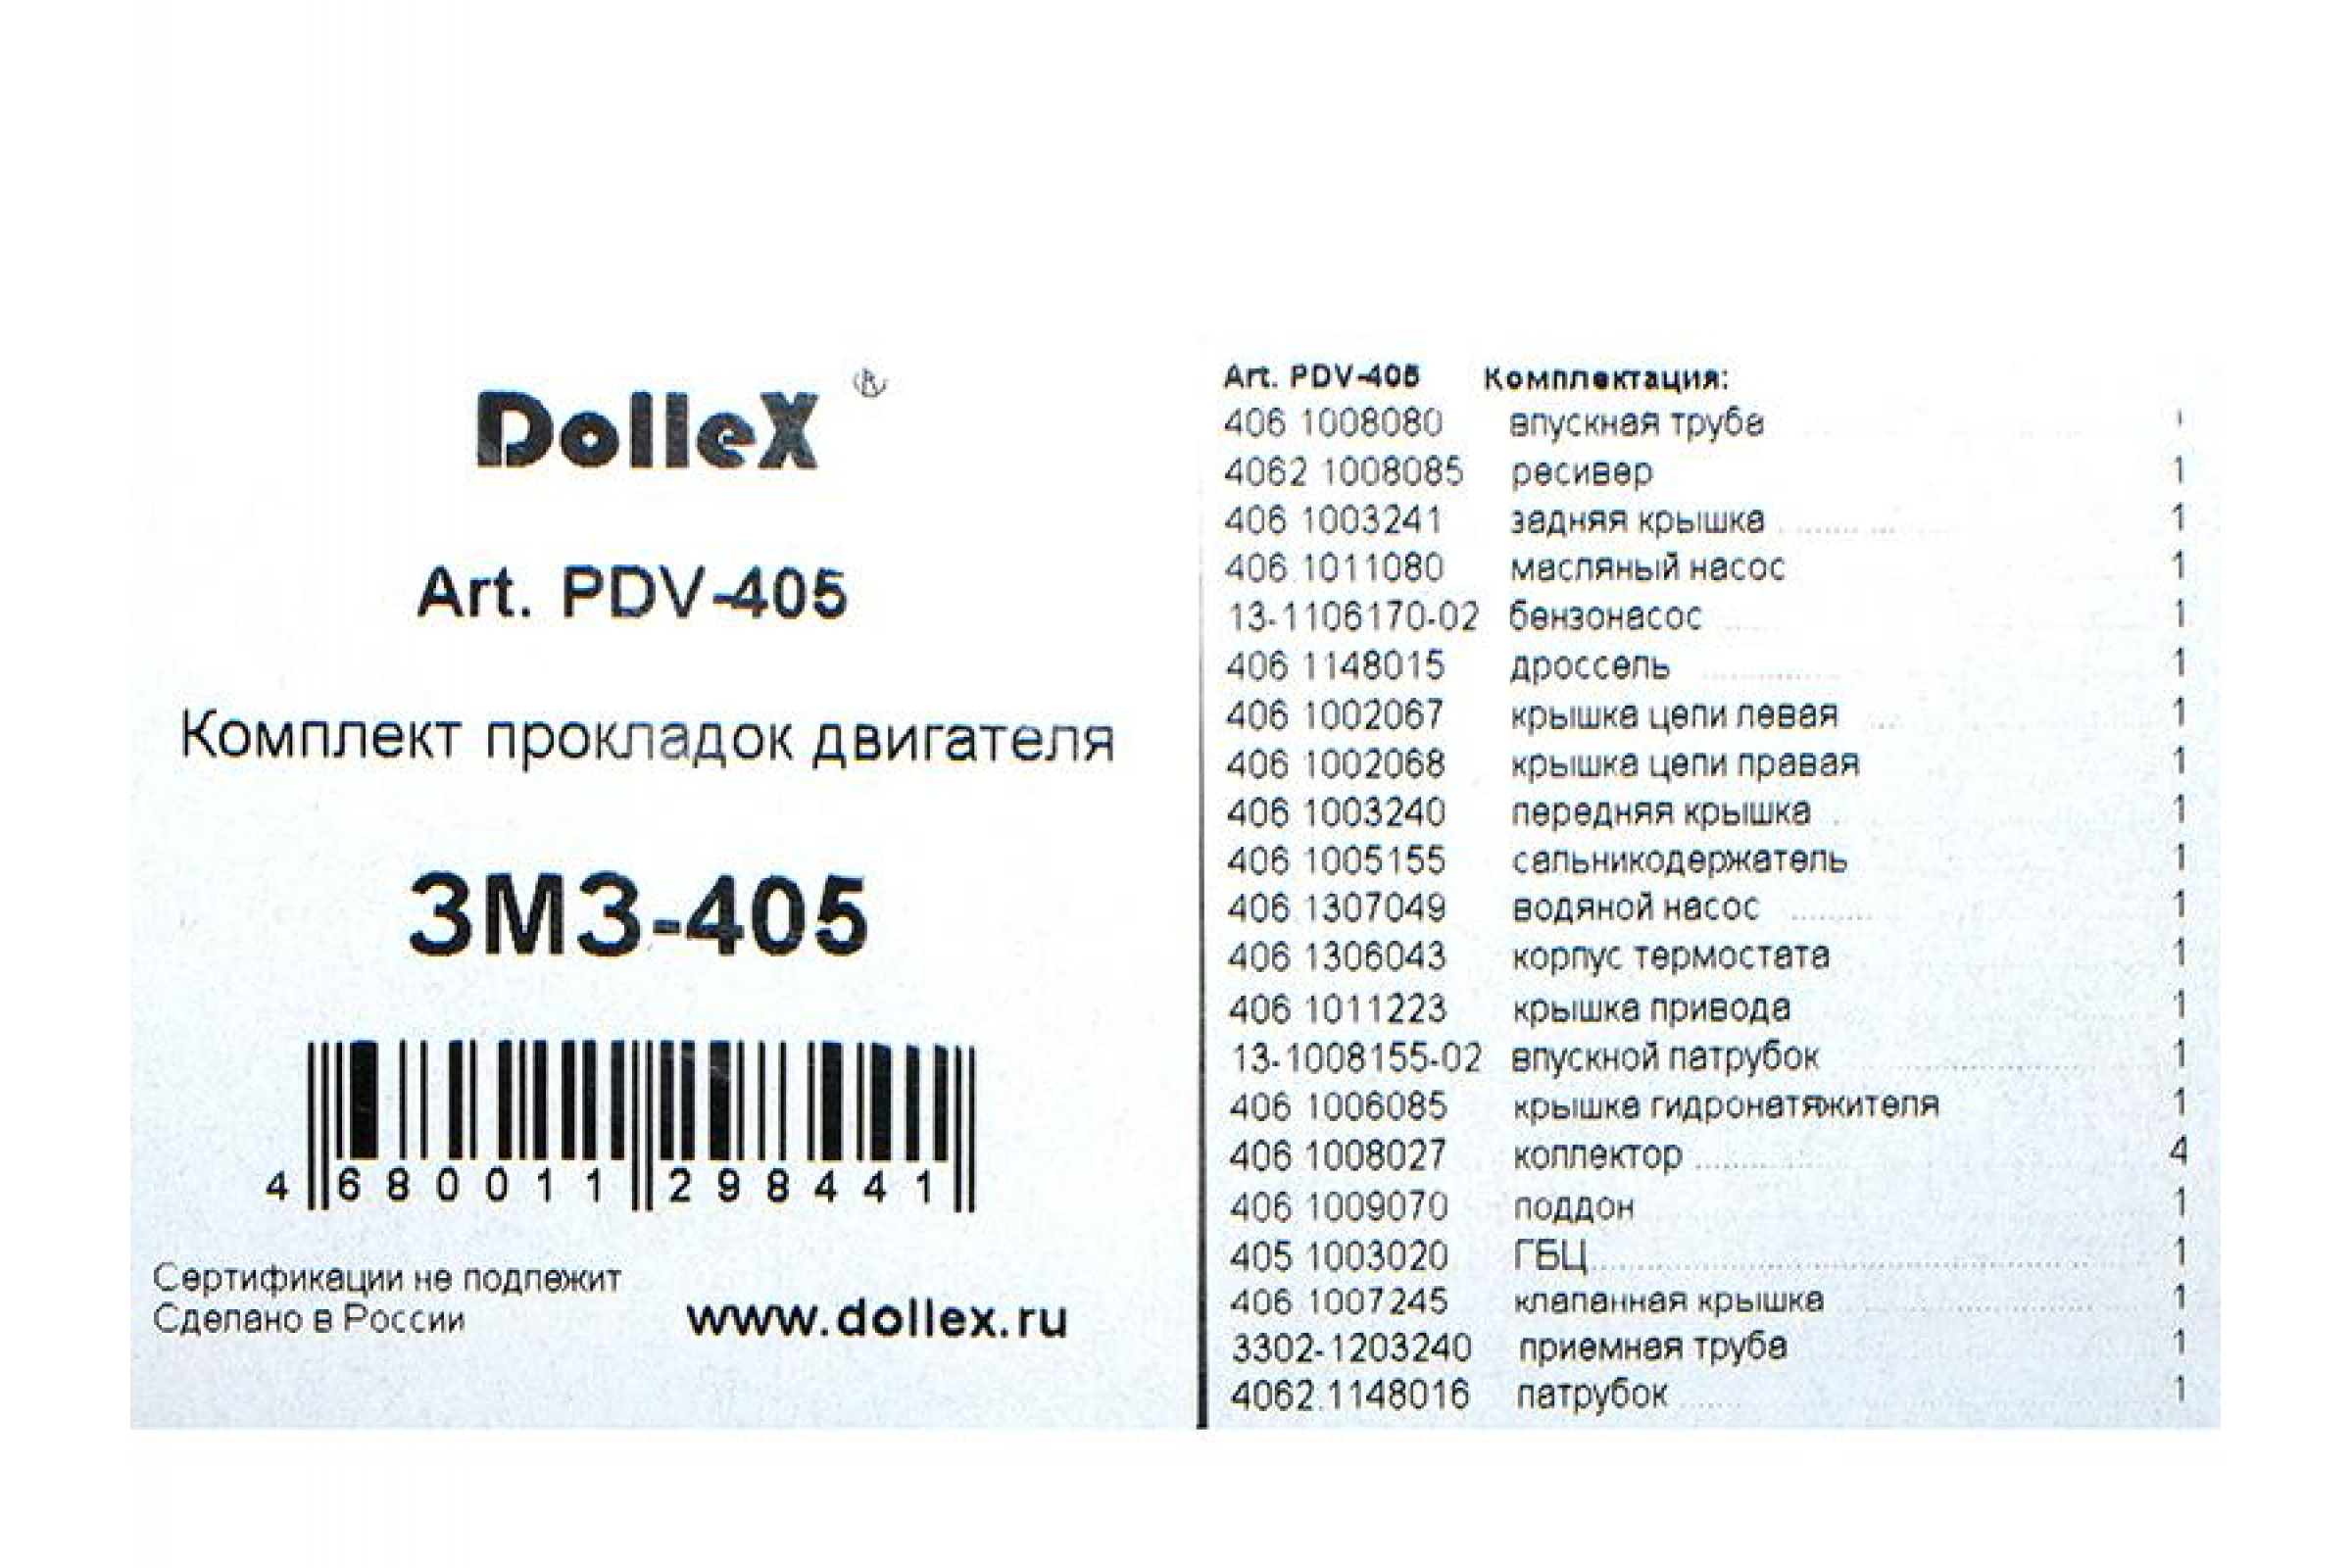 DolleX ®
Art. PDV-405
Комплект прокладок двигателя
ЗМЗ-405
4 680011 298441
Сертификации не подлежит
Сделано в России
www.dollex.ru
Art. PDV-405 Комплектация:
406 1008080 впускная труба 1
4062 1008085 ресивер 1
406 1003241 задняя крышка 1
406 1011080 масляный насос 1
13-1106170-02 бензонасос 1
406 1148015 дроссель 1
406 1002067 крышка цепи левая 1
406 1002068 крышка цепи правая 1
406 1003240 передняя крышка 1
406 1005155 сальникодержатель 1
406 1307049 водяной насос 1
406 1306043 корпус термостата 1
406 1011223 крышка привода 1
13-1008155-02 впускной патрубок 1
406 1006085 крышка гидронатяжителя 1
406 1008027 коллектор 4
406 1009070 поддон 1
405 1003020 ГБЦ 1
406 1007245 клапанная крышка 1
3302-1203240 приемная труба 1
4062.1148016 патрубок 1